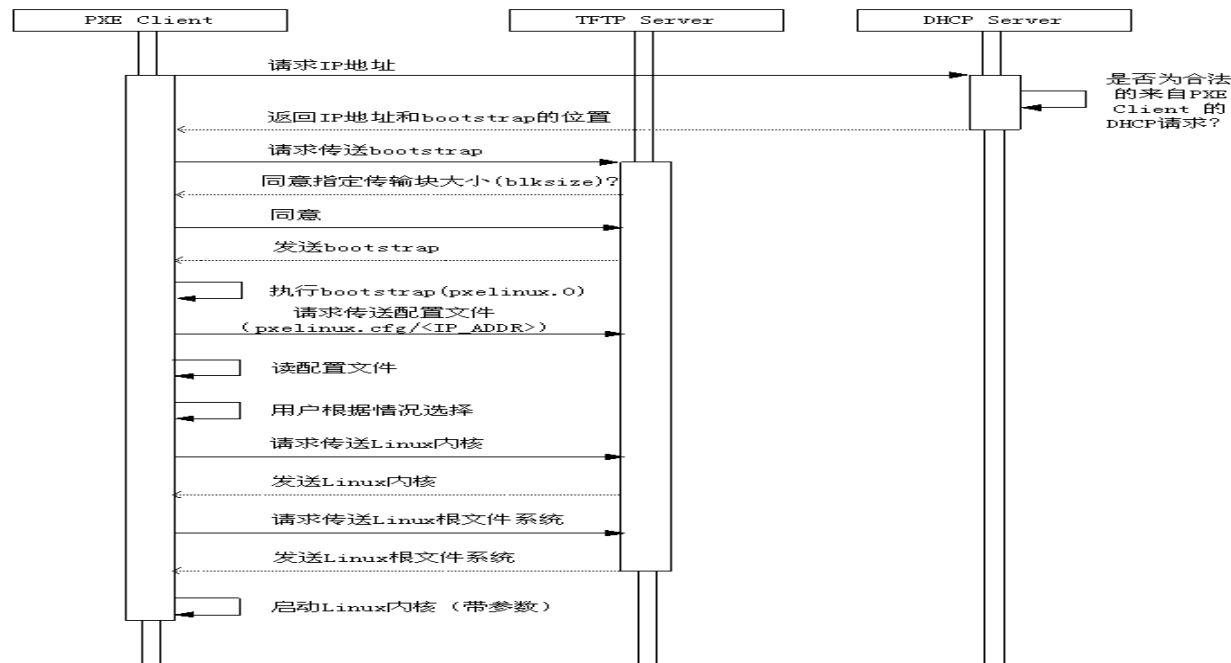 PXE Client
TFTP Server
DHCP Server
请求IP地址
是否为合法
的来自PXE
Client 的
DHCP请求?
返回IP地址和bootstrap的位置
请求传送bootstrap
同意指定传输块大小(blksize)?
同意
发送bootstrap
执行bootstrap(pxelinux.0)
请求传送配置文件
(pxelinux.cfg/<IP_ADDR>)
读配置文件
用户根据情况选择
请求传送Linux内核
发送Linux内核
请求传送Linux根文件系统
发送Linux根文件系统
启动Linux内核 (带参数)